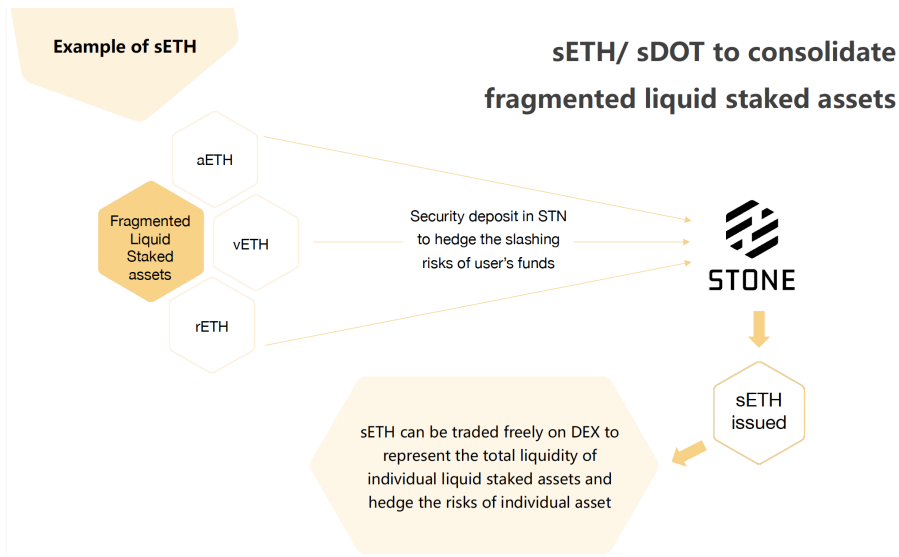 Example of sETH
sETH/ sDOT to consolidate
fragmented liquid staked assets
aETH
Fragmented
Liquid
Staked
assets
vETH
rETH
Security deposit in STN
to hedge the slashing
risks of user's funds
STONE
sETH
issued
sETH can be traded freely on DEX to
represent the total liquidity of
individual liquid staked assets and
hedge the risks of individual asset